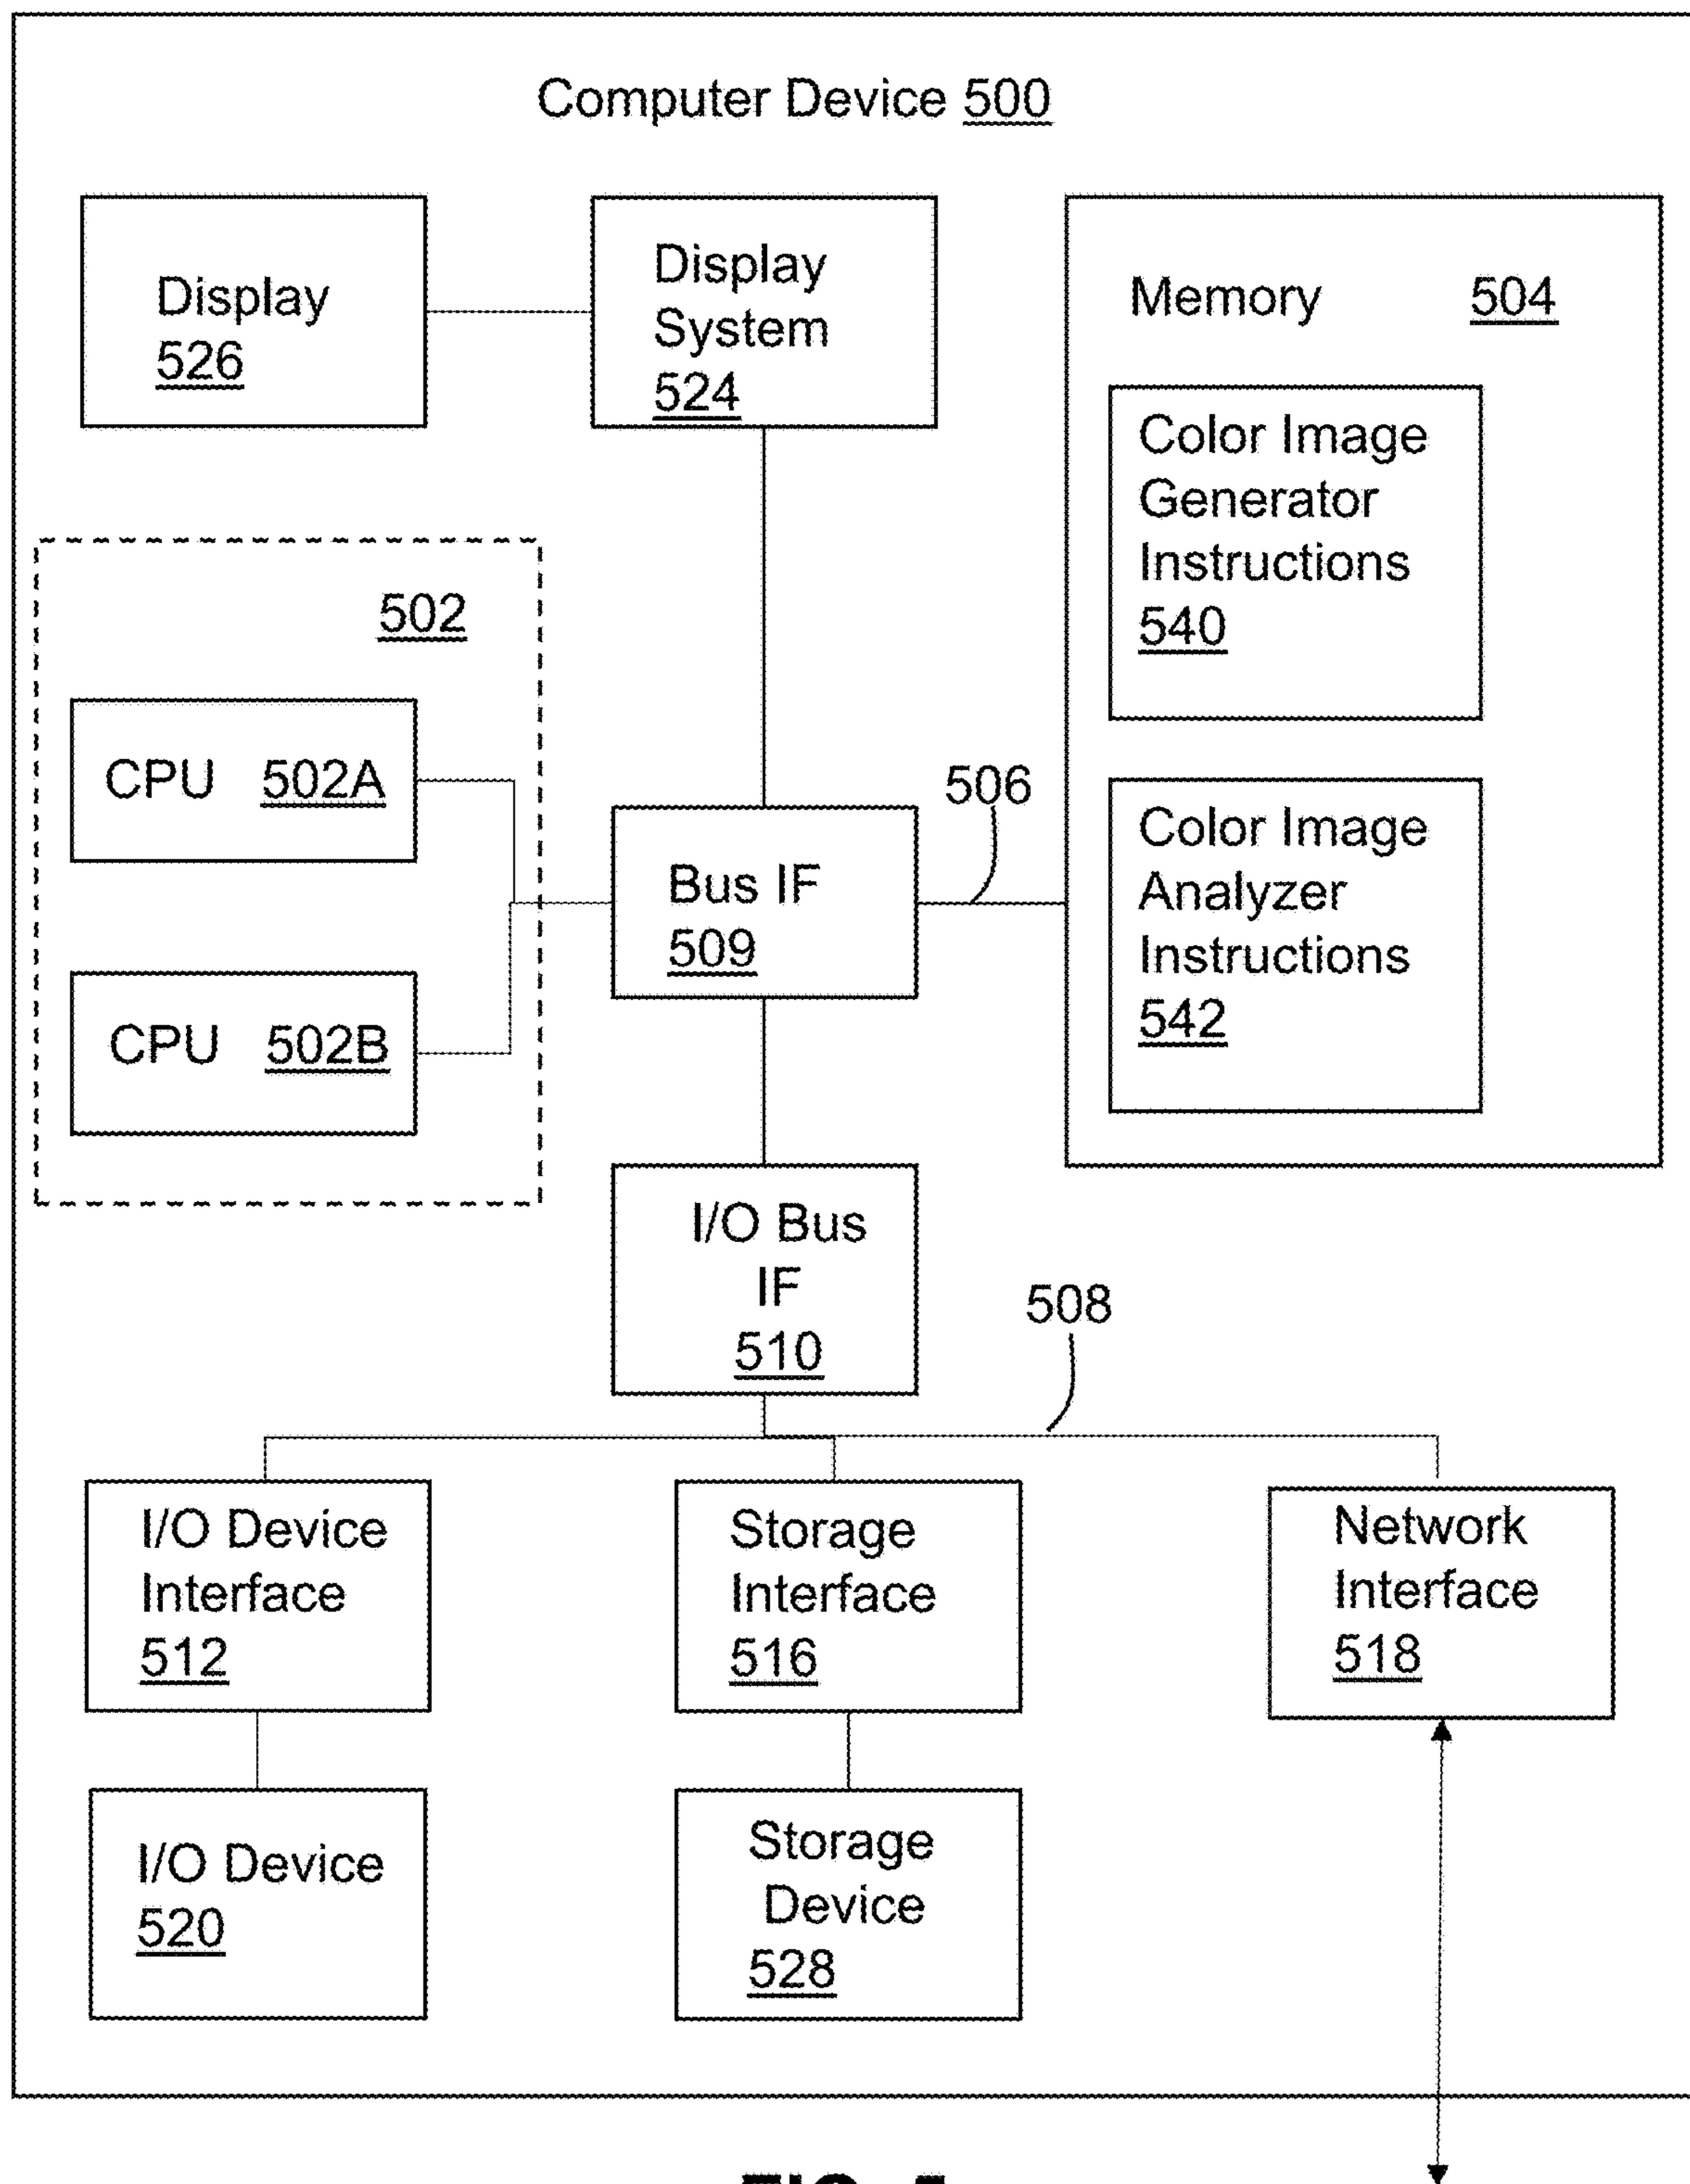 Computer Device 500
Display
526
Display
System
524
Memory 504
Color Image
Generator
Instructions
540
502
CPU 502A
CPU 502B
Bus IF
509
506
Color Image
Analyzer
Instructions
542
I/O Bus
IF
510
508
I/O Device
Interface
512
Storage
Interface
516
Network
Interface
518
I/O Device
520
Storage
Device
528